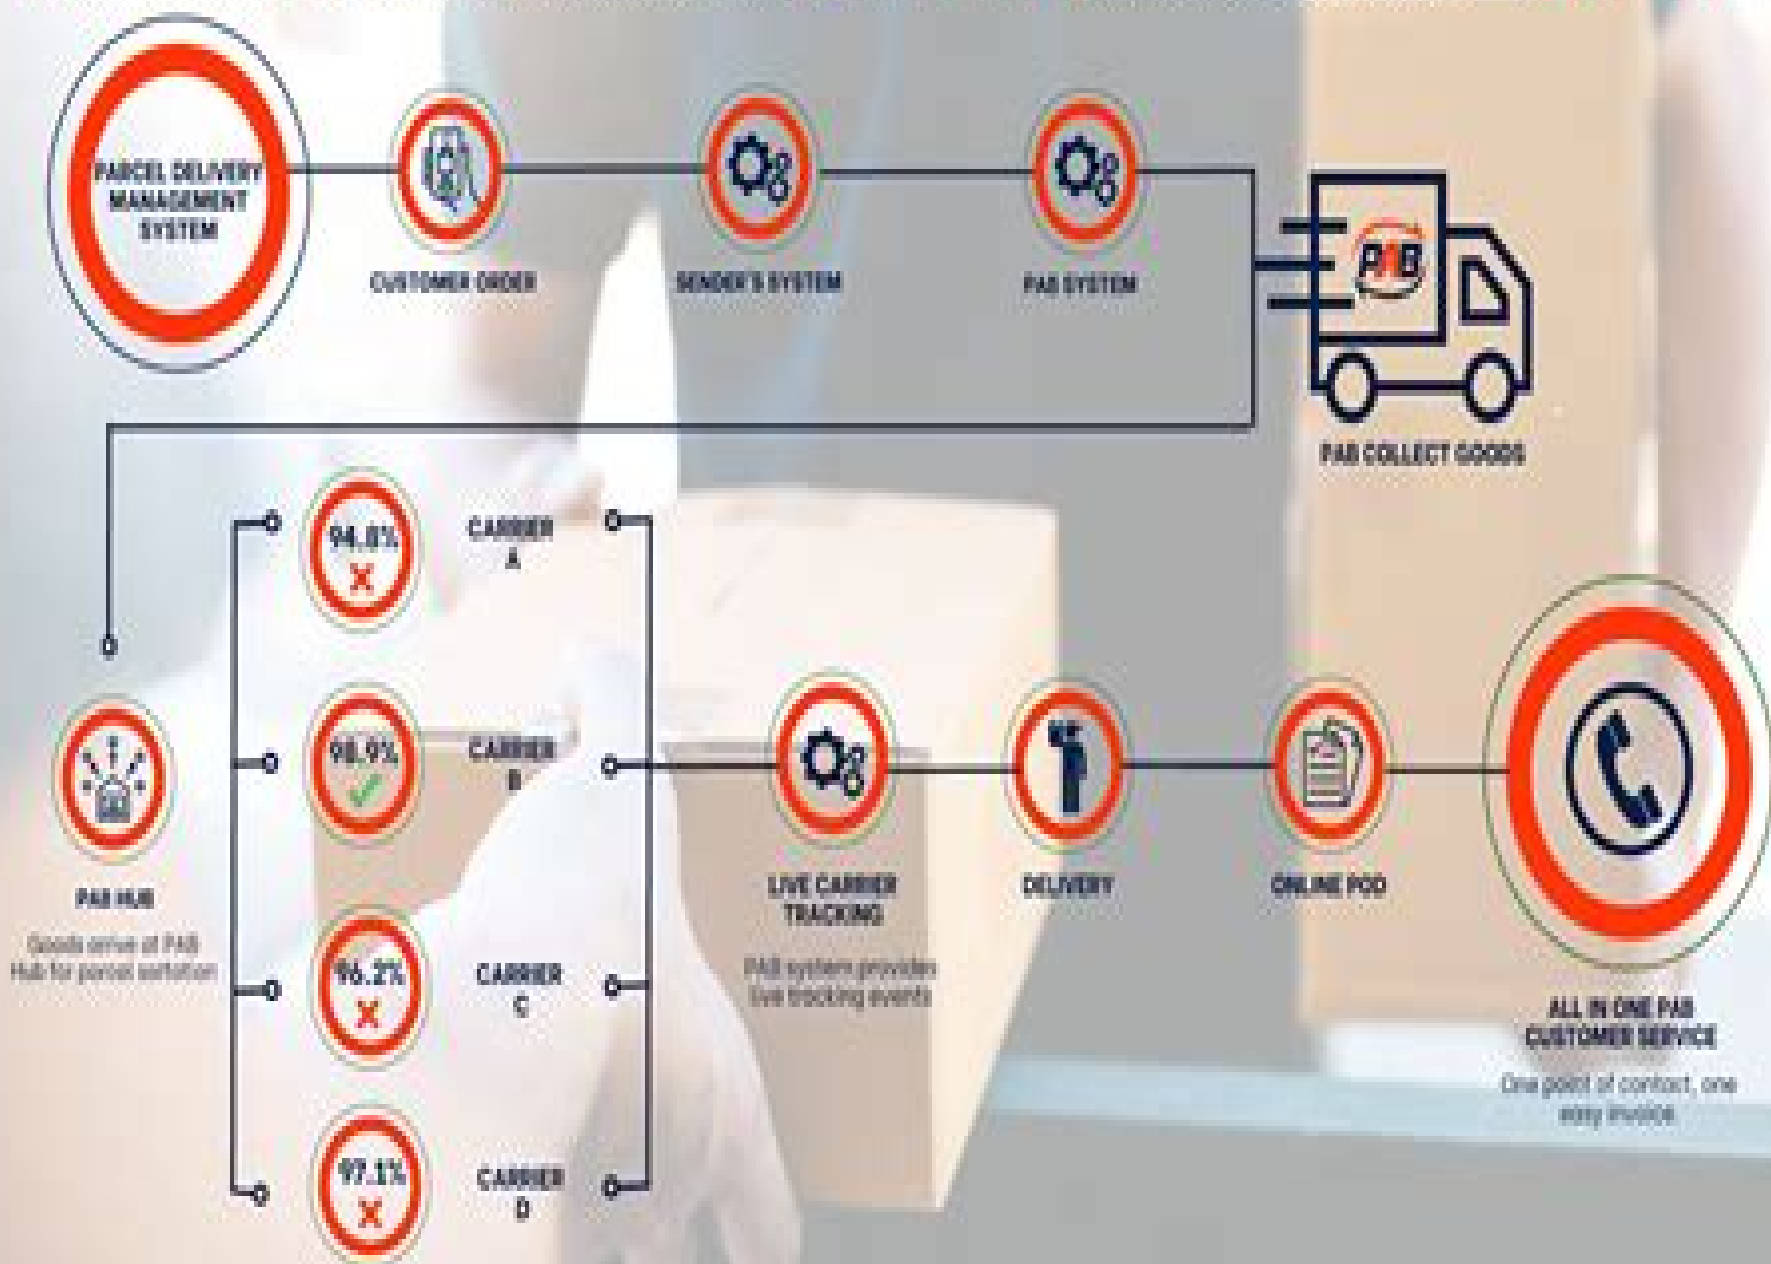 PARCEL DELIVERY
MANAGEMENT
SYSTEM
CUSTOMER ORDER
SENDER'S SYSTEM
PAB SYSTEM
PAB
PAB COLLECT GOODS
94.8%
X
CARRIER
A
98.9%
CARRIER
B
PAB HUB
Goods arrive at PAB
Hub for parcel sortation
96.2%
X
CARRIER
C
97.1%
X
CARRIER
D
LIVE CARRIER
TRACKING
PAB system provides
live tracking events
DELIVERY
ONLINE POD
ALL IN ONE PAB
CUSTOMER SERVICE
One point of contact, one
easy invoice